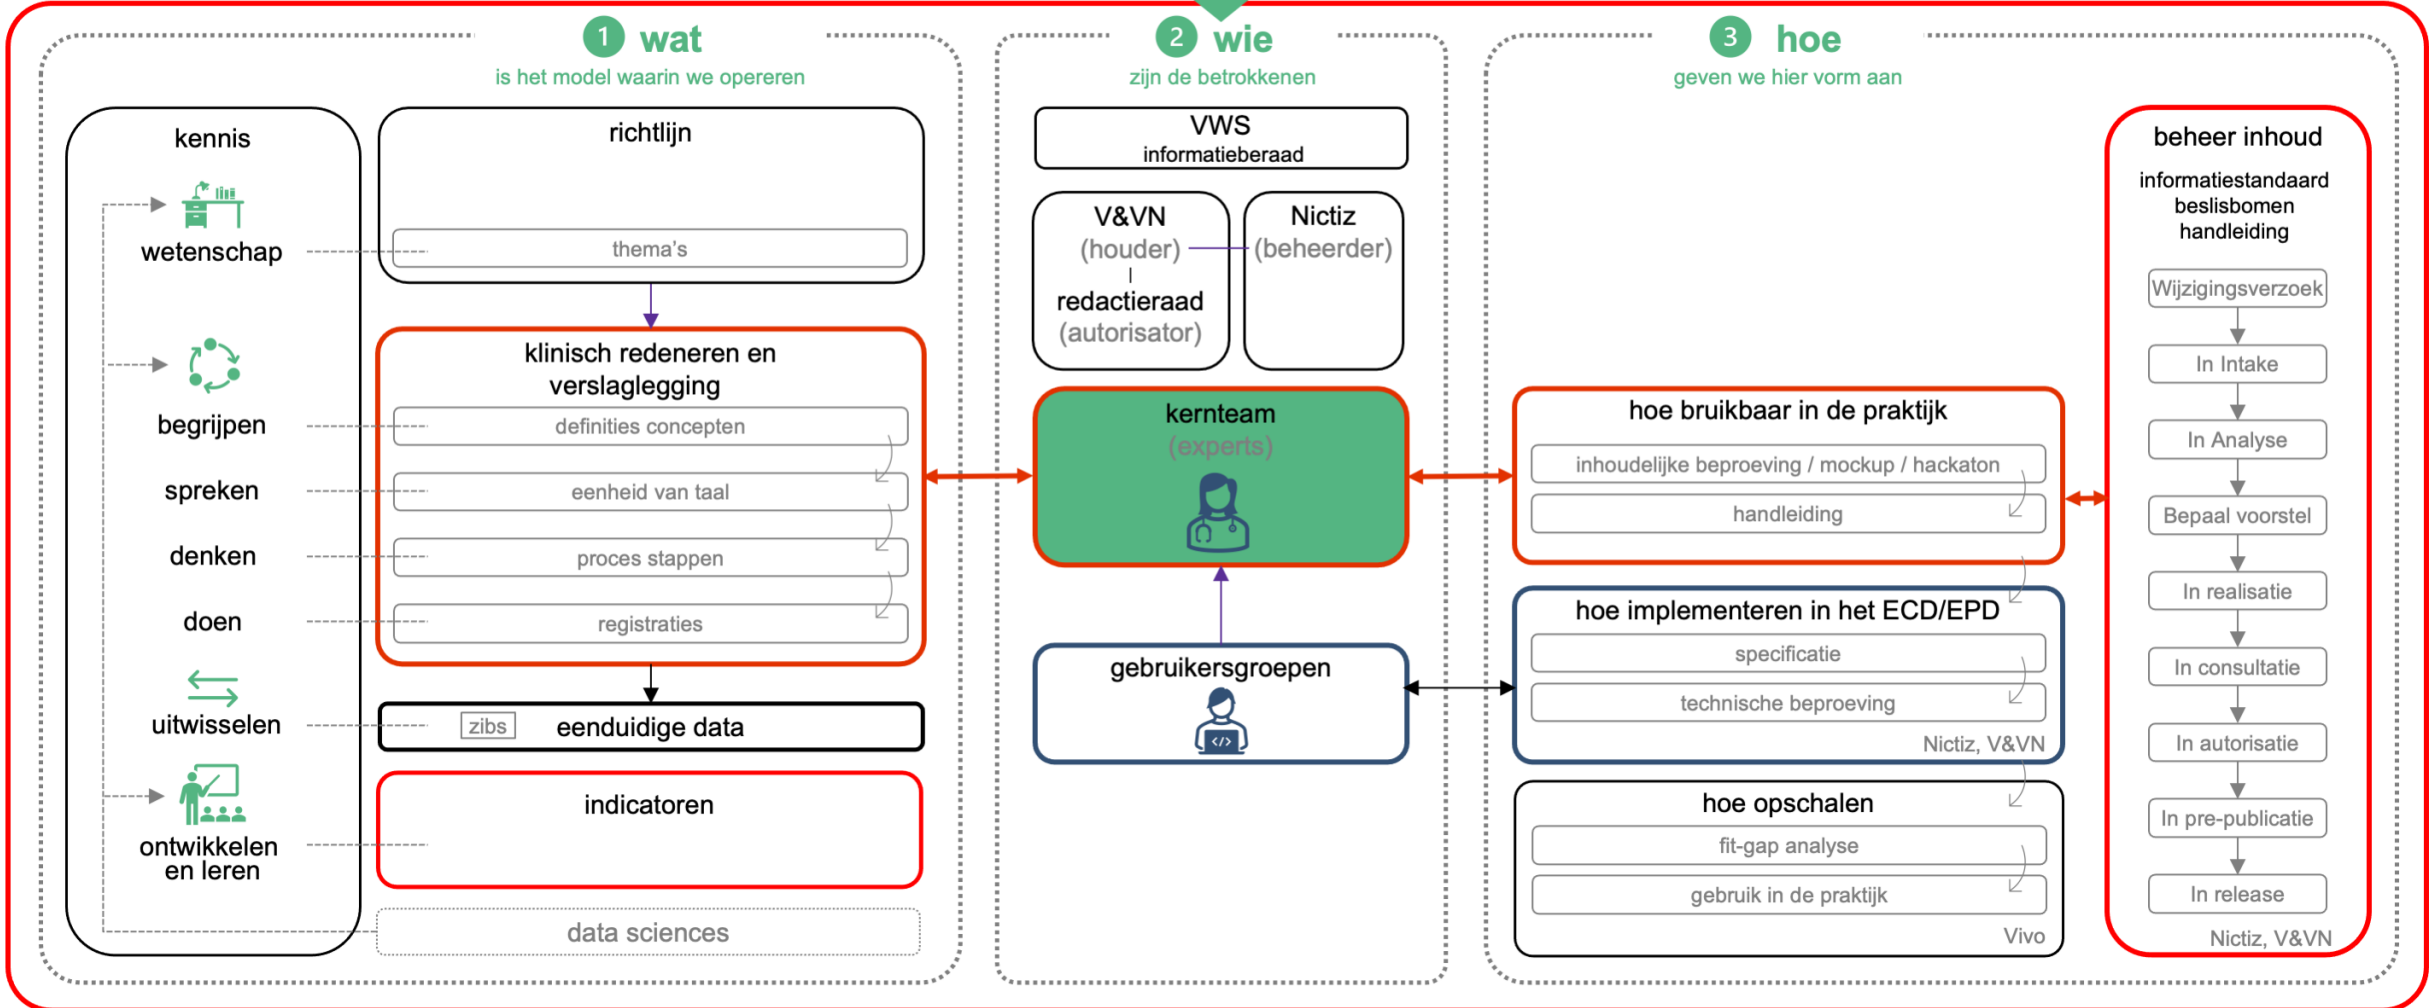 1 wat
is het model waarin we opereren
kennis
wetenschap
begrijpen
spreken
denken
doen
uitwisselen
ontwikkelen
en leren
richtlijn
thema's
klinisch redeneren en
verslaglegging
definities concepten
eenheid van taal
proces stappen
registraties
zibs eenduidige data
indicatoren
data sciences
2 wie
zijn de betrokkenen
VWS
informatieberaad
V&VN
(houder)
redactieraad
(autorisator)
Nictiz
(beheerder)
kernteam
(experts)
gebruikersgroepen
</>
3 hoe
geven we hier vorm aan
hoe bruikbaar in de praktijk
inhoudelijke beproeving / mockup / hackaton
handleiding
hoe implementeren in het ECD/EPD
specificatie
technische beproeving
Nictiz, V&VN
hoe opschalen
fit-gap analyse
gebruik in de praktijk
Vivo
beheer inhoud
informatiestandaard
beslisbomen
handleiding
Wijzigingsverzoek
In Intake
In Analyse
Bepaal voorstel
In realisatie
In consultatie
In autorisatie
In pre-publicatie
In release
Nictiz, V&VN